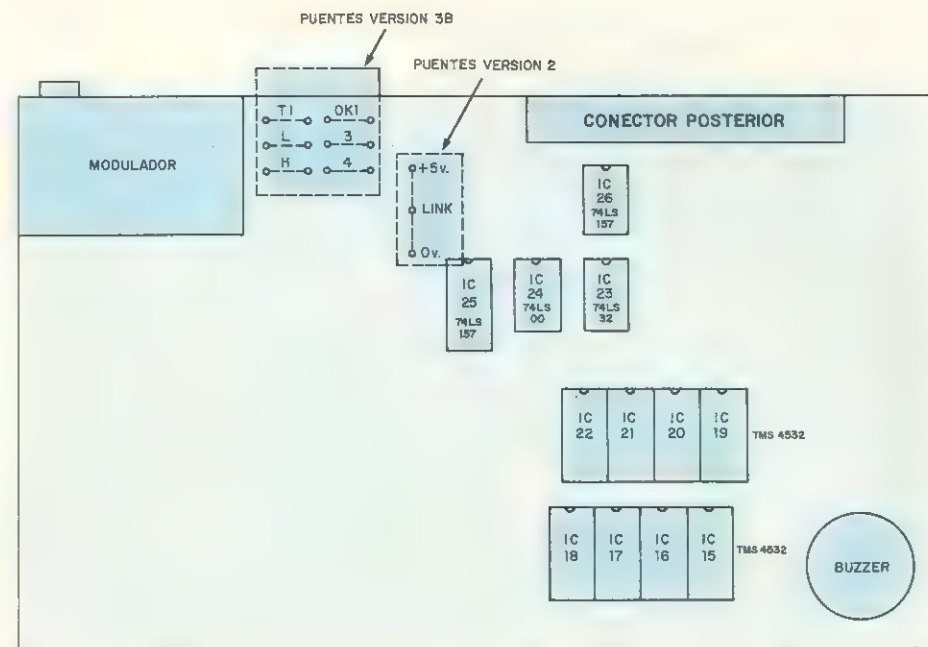 PUENTES VERSION 3B
PUENTES VERSION 2
TI OKI
L 3
H 4
MODULADOR
CONECTOR POSTERIOR
+5v.
LINK
0v.
IC
26
74LS
157
IC
25
74LS
157
IC
24
74LS
00
IC
23
74LS
32
IC
22
IC
21
IC
20
IC
19
TMS 4532
IC
18
IC
17
IC
16
IC
15
TMS 4532
BUZZER